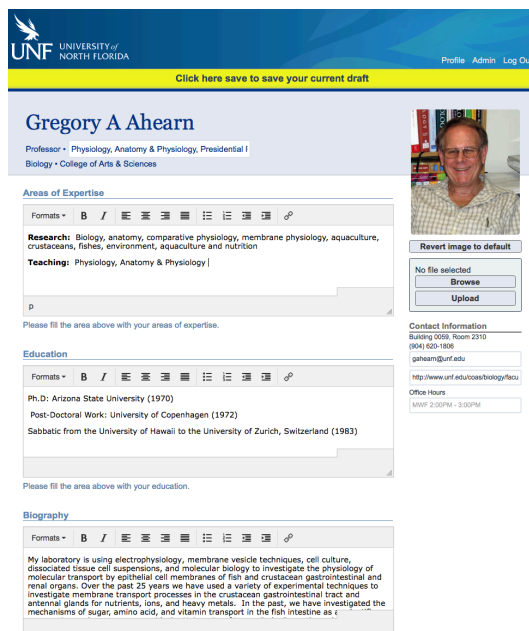 UNF UNIVERSITY of
NORTH FLORIDA
Profile Admin Log Ou
Click here save to save your current draft
Gregory A Ahearn
Professor • Physiology, Anatomy & Physiology, Presidential F
Biology • College of Arts & Sciences
Areas of Expertise
Formats B I
Research: Biology, anatomy, comparative physiology, membrane physiology, aquaculture,
crustaceans, fishes, environment, aquaculture and nutrition
Teaching: Physiology, Anatomy & Physiology
p
Please fill the area above with your areas of expertise.
Education
Formats B I
Ph.D: Arizona State University (1970)
Post-Doctoral Work: University of Copenhagen (1972)
Sabbatic from the University of Hawaii to the University of Zurich, Switzerland (1983)
Please fill the area above with your education.
Biography
Formats B I
My laboratory is using electrophysiology, membrane vesicle techniques, cell culture,
dissociated tissue cell suspensions, and molecular biology to investigate the physiology of
molecular transport by epithelial cell membranes of fish and crustacean gastrointestinal and
renal organs. Over the past 25 years we have used a variety of experimental techniques to
investigate membrane transport processes in the crustacean gastrointestinal tract and
antennal glands for nutrients, ions, and heavy metals. In the past, we have investigated the
mechanisms of sugar, amino acid, and vitamin transport in the fish intestine as a
Revert image to default
No file selected
Browse
Upload
Contact Information
Building 0059, Room 2310
(904) 620-1806
gahearn@unf.edu
http://www.unf.edu/coas/biology/facu
Office Hours
MWF 2:00PM - 3:00PM